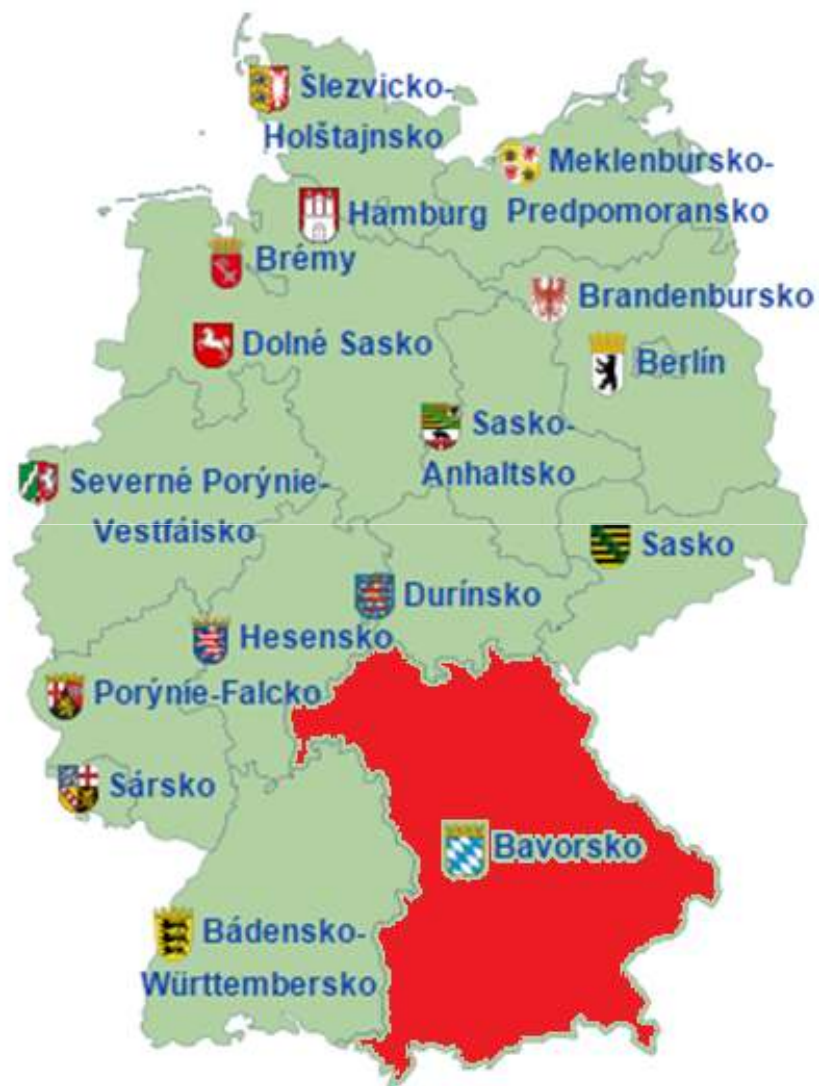 Šlezvicko-
Holštajnsko
Meklenbursko-
Predpomoransko
Hamburg
Brémy
Brandenbursko
Dolné Sasko
Berlín
Sasko-
Anhaltsko
Severné Porýnie-
Vestfálsko
Sasko
Durínsko
Hesensko
Porýnie-Falcko
Sársko
Bavorsko
Bádensko-
Württembersko